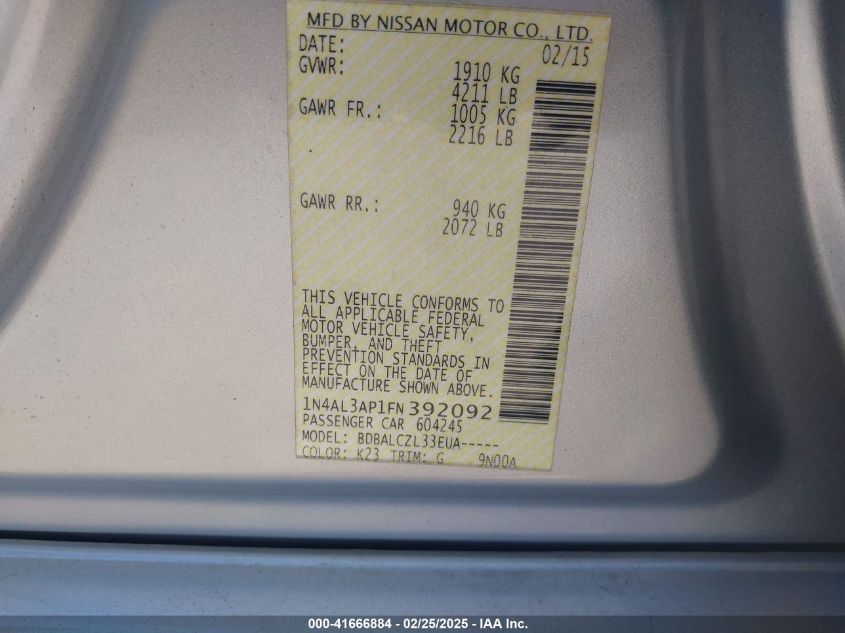 MFD BY NISSAN MOTOR CO., LTD.
DATE: 02/15
GVWR: 1910 KG
4211 LB
GAWR FR.: 1005 KG
2216 LB
GAWR RR.: 940 KG
2072 LB
THIS VEHICLE CONFORMS TO
ALL APPLICABLE FEDERAL
MOTOR VEHICLE SAFETY,
BUMPER, AND THEFT
PREVENTION STANDARDS IN
EFFECT ON THE DATE OF
MANUFACTURE SHOWN ABOVE.
1N4AL3AP1FN392092
PASSENGER CAR 604245
MODEL: BDBALCZL33EUA-----
COLOR: K23 TRIM: G 9N00A
000-41666884 - 02/25/2025 - IAA Inc.